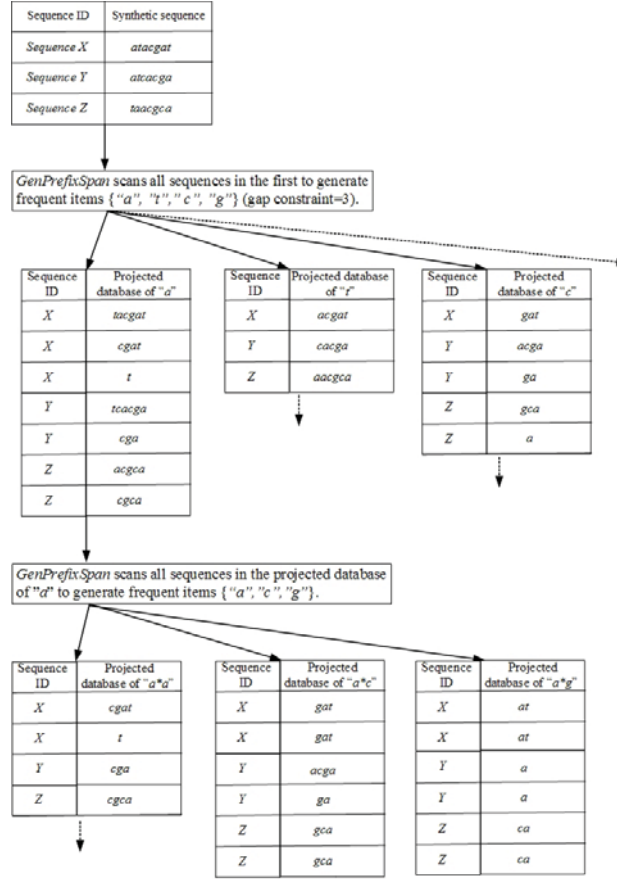 Sequence ID Synthetic sequence
Sequence X atacgat
Sequence Y atcacga
Sequence Z taacgca
GenPrefixSpan scans all sequences in the first to generate
frequent items {“a”, ”t”,” c”, ”g”} (gap constraint=3).
Sequence ID Projected database of “a”
X tacgat
X cgat
X t
Y tcacga
Y cga
Z acgca
Z cgca
Sequence ID Projected database of “t”
X acgat
Y cacga
Z aacgca
Sequence ID Projected database of “c”
X gat
Y acga
Y ga
Z gca
Z a
GenPrefixSpan scans all sequences in the projected database
of ”a” to generate frequent items {“a”,”c”,”g”}.
Sequence ID Projected database of “a*a”
X cgat
X t
Y cga
Z cgca
Sequence ID Projected database of “a*c”
X gat
X gat
Y acga
Y ga
Z gca
Z gca
Sequence ID Projected database of “a*g”
X at
X at
Y a
Y a
Z ca
Z ca